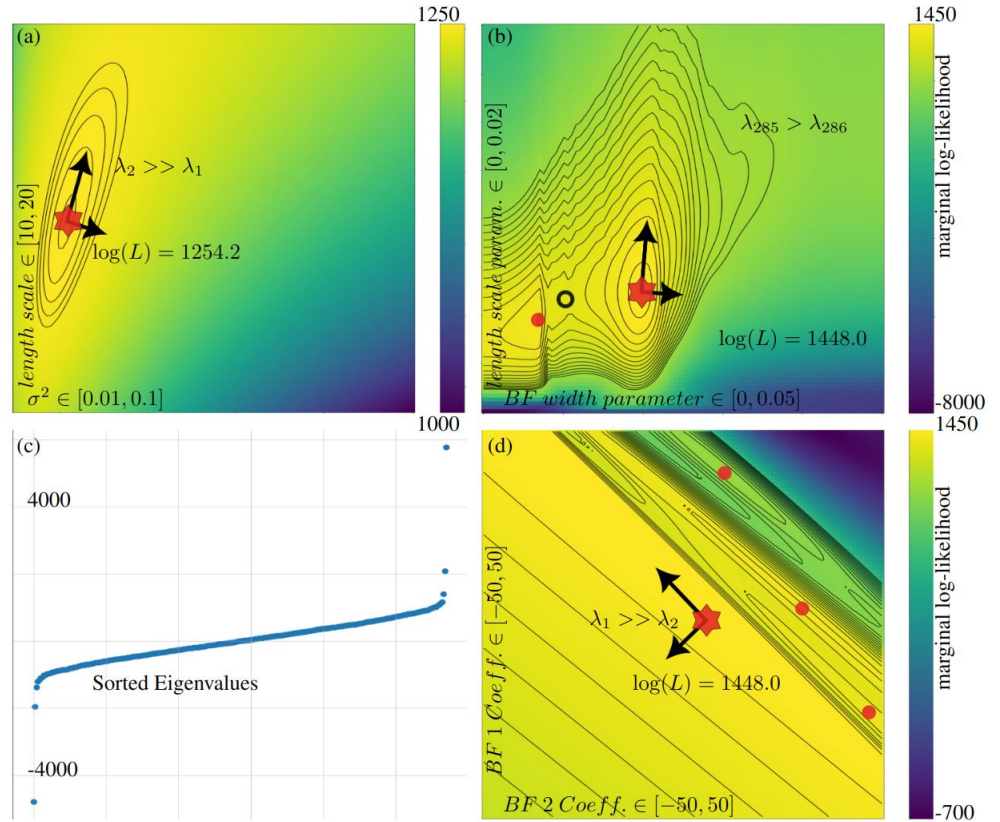 (a)
1250
length scale ∈ [10, 20]
λ₂ >> λ₁
log(L) = 1254.2
σ² ∈ [0.01, 0.1]
1000
(b)
1450
length scale param. ∈ [0, 0.02]
λ₂₈₅ > λ₂₈₆
log(L) = 1448.0
BF width parameter ∈ [0, 0.05]
marginal log-likelihood
-8000
(c)
4000
Sorted Eigenvalues
-4000
(d)
1450
BF 1 Coeff. ∈ [−50, 50]
λ₁ >> λ₂
log(L) = 1448.0
BF 2 Coeff. ∈ [−50, 50]
marginal log-likelihood
-700